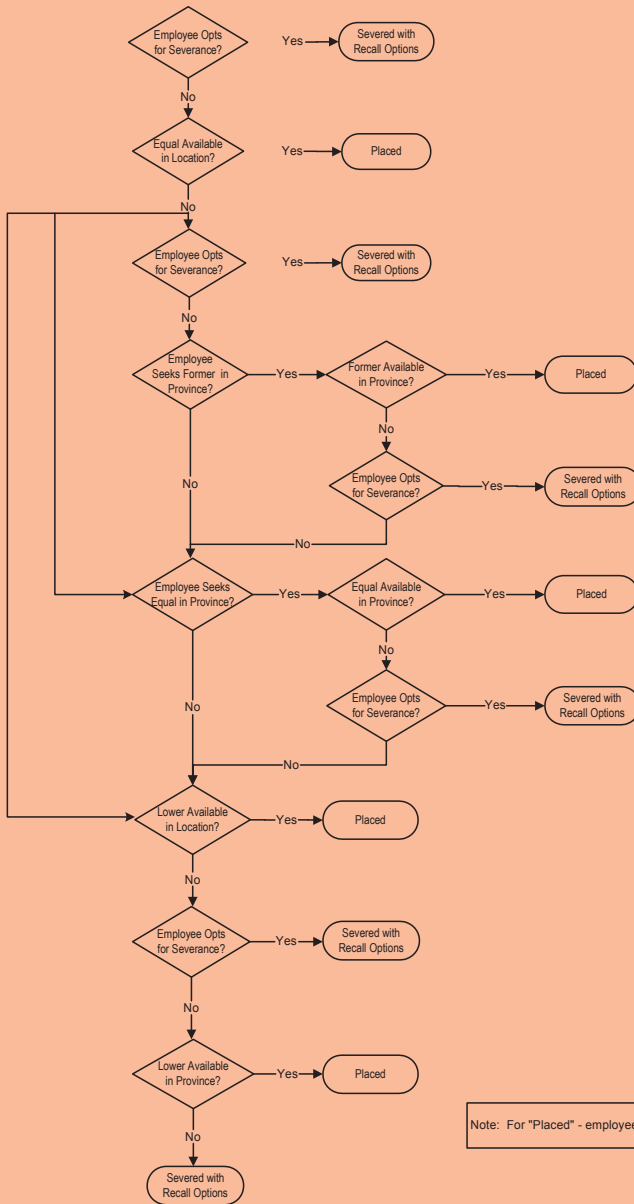 Employee Opts
for Severance?
Yes
Severed with
Recall Options
No
Equal Available
in Location?
Yes
Placed
No
Employee Opts
for Severance?
Yes
Severed with
Recall Options
No
Employee
Seeks Former in
Province?
Yes
Former Available
in Province?
Yes
Placed
No
No
Employee Opts
for Severance?
Yes
Severed with
Recall Options
No
Employee Seeks
Equal in Province?
Yes
Equal Available
in Province?
Yes
Placed
No
No
Employee Opts
for Severance?
Yes
Severed with
Recall Options
No
Lower Available
in Location?
Yes
Placed
No
Employee Opts
for Severance?
Yes
Severed with
Recall Options
No
Lower Available
in Province?
Yes
Placed
No
Severed with
Recall Options
Note: For "Placed" - employee